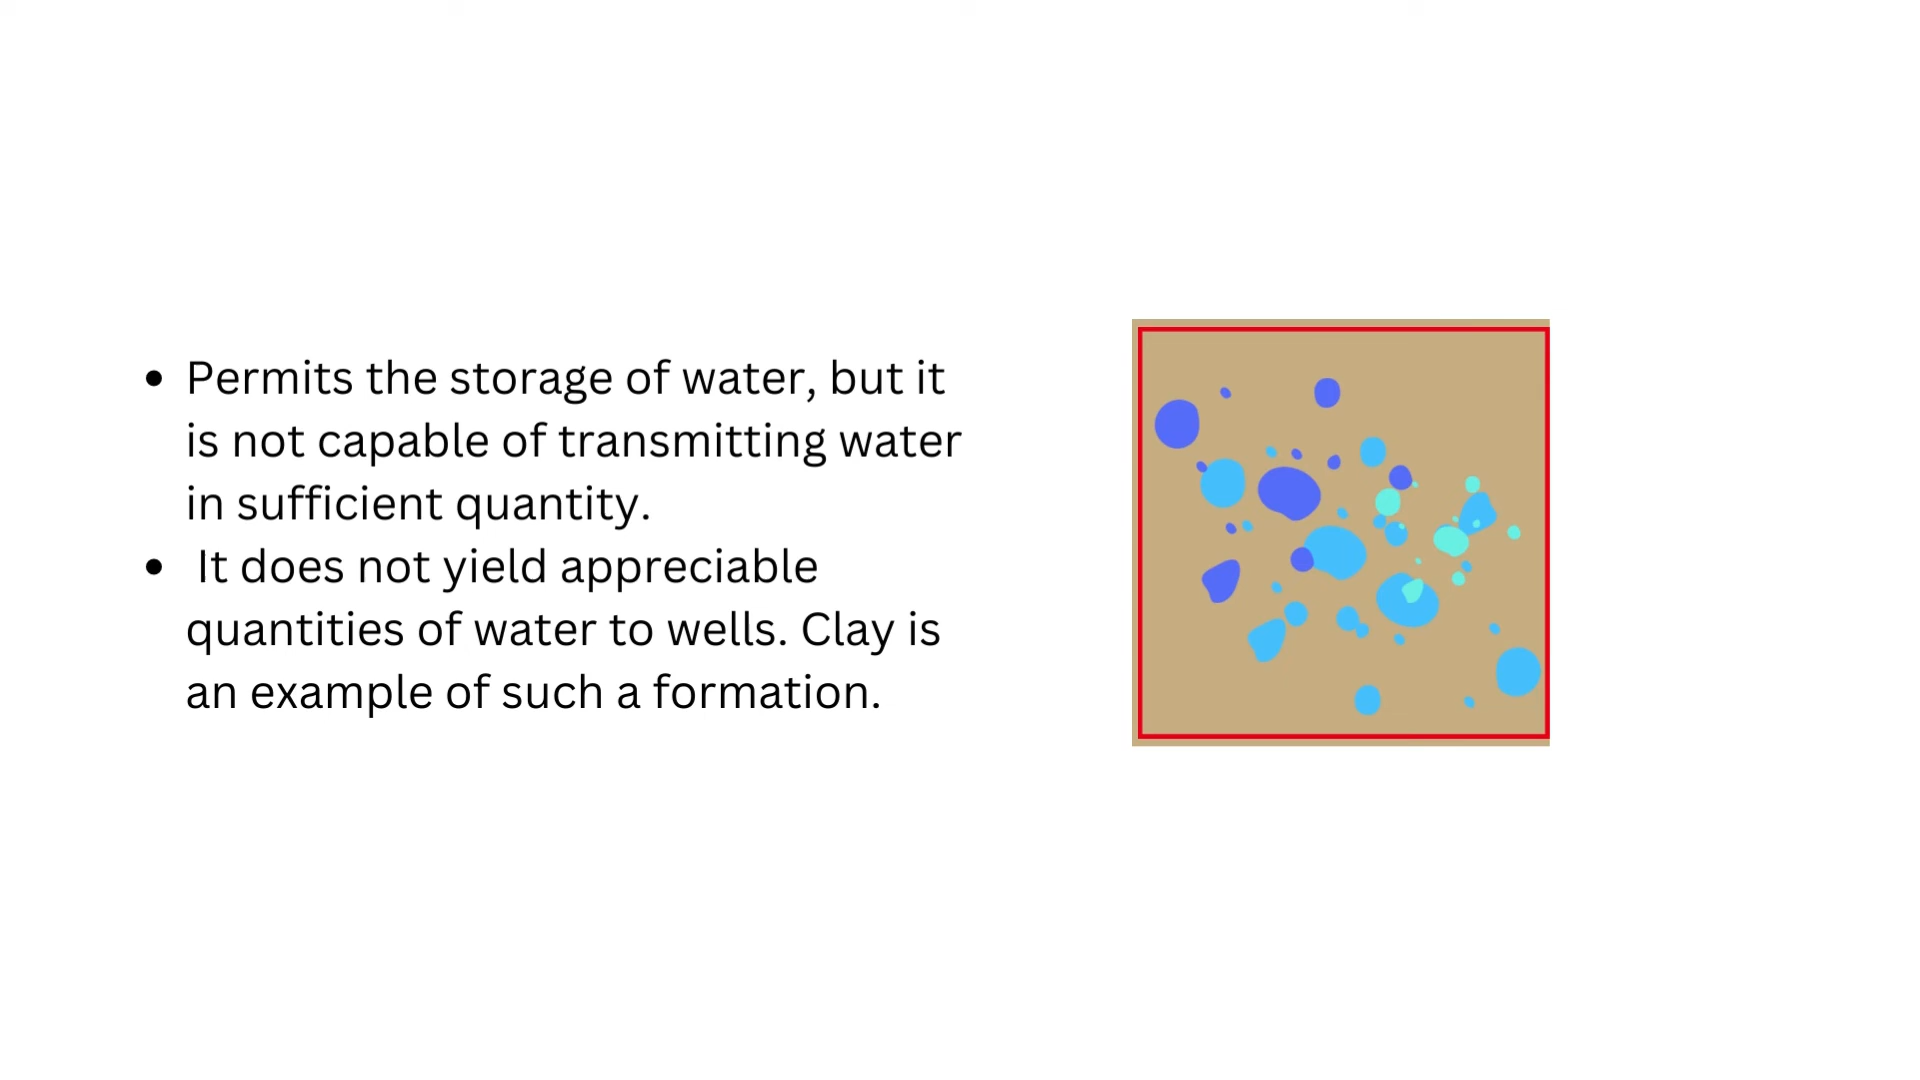 • Permits the storage of water, but it
is not capable of transmitting water
in sufficient quantity.
• It does not yield appreciable
quantities of water to wells. Clay is
an example of such a formation.